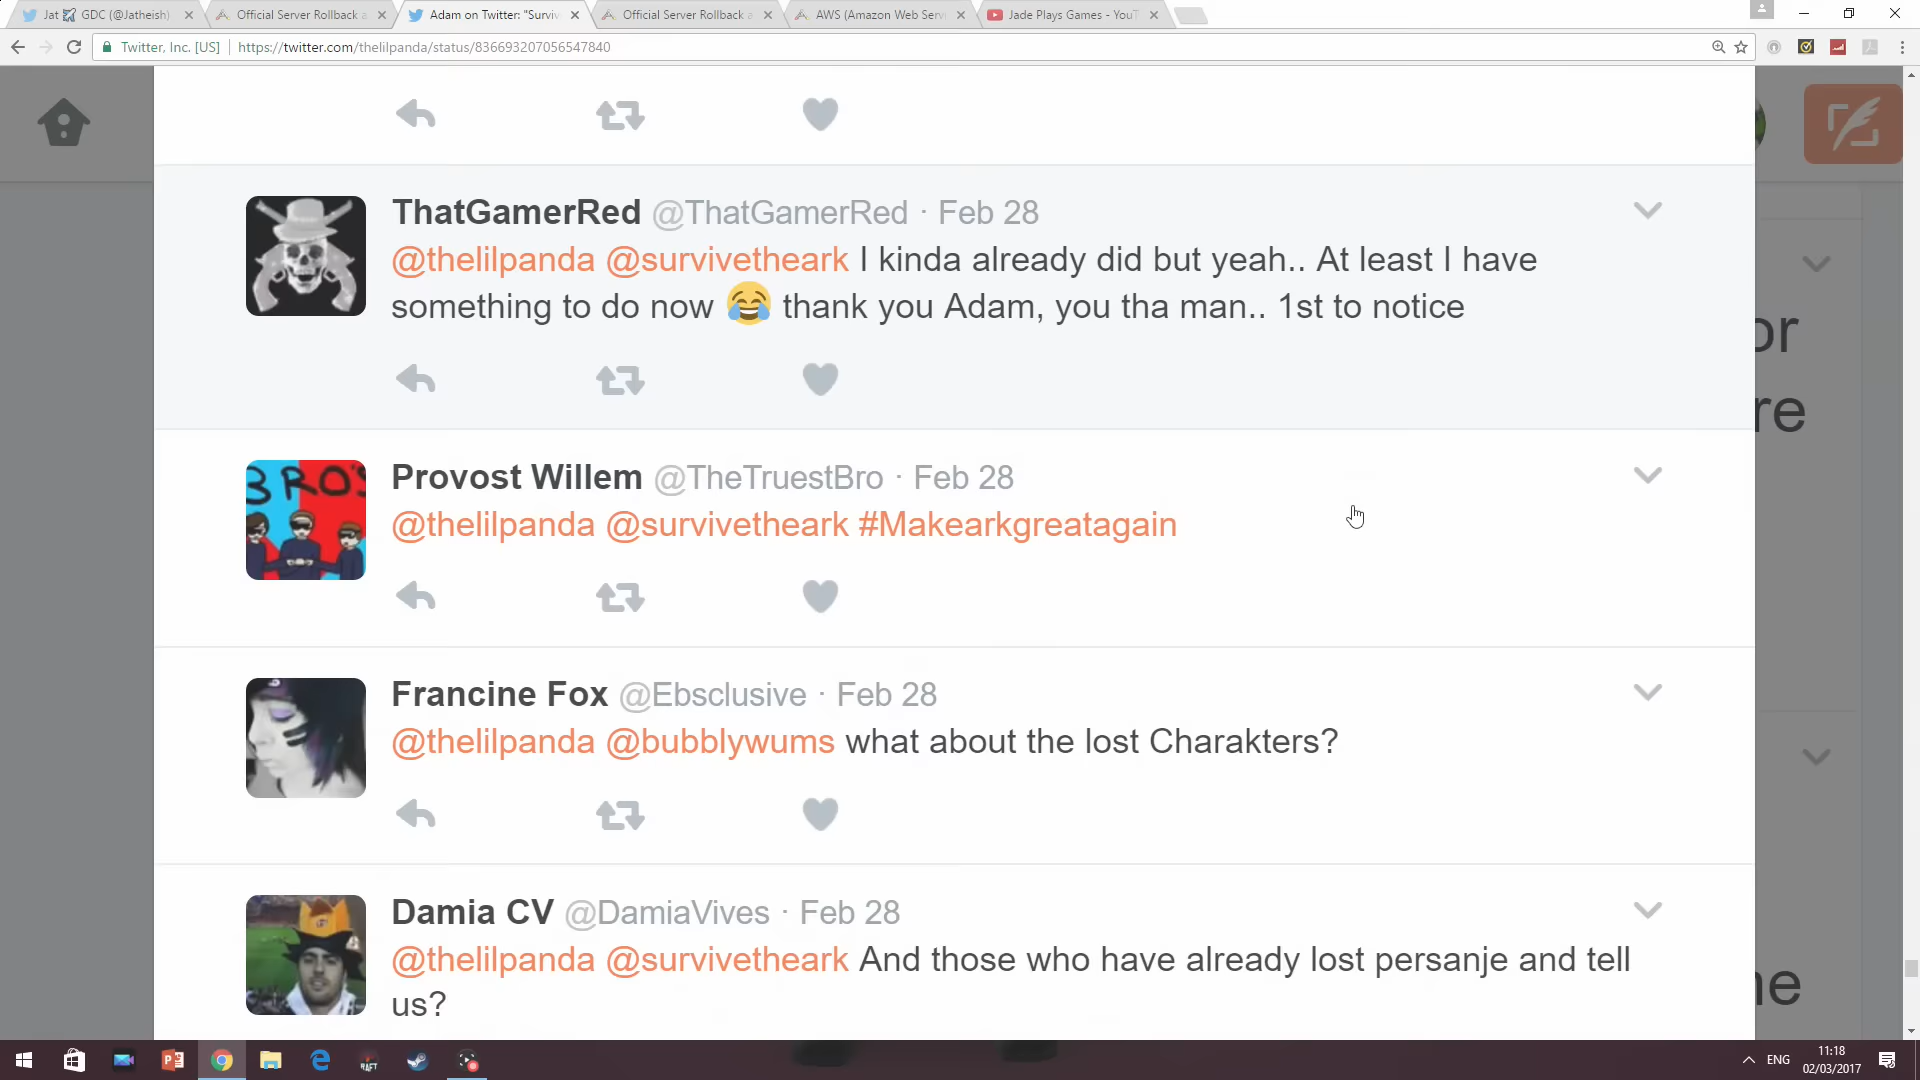 Jat GDC (@Jatheish)
Official Server Rollback a
Adam on Twitter: "Surviv
Official Server Rollback a
AWS (Amazon Web Serv
Jade Plays Games - YouT
Twitter, Inc. [US]
https://twitter.com/thelilpanda/status/836693207056547840
ThatGamerRed @ThatGamerRed · Feb 28
@thelilpanda @survivetheark I kinda already did but yeah.. At least I have
something to do now 😂 thank you Adam, you tha man.. 1st to notice
or
re
BRO'S
Provost Willem @TheTruestBro · Feb 28
@thelilpanda @survivetheark #Makearkgreatagain
Francine Fox @Ebsclusive · Feb 28
@thelilpanda @bubblywums what about the lost Charakters?
Damia CV @DamiaVives · Feb 28
@thelilpanda @survivetheark And those who have already lost persanje and tell
us?
ne
RAFT
ENG
11:18
02/03/2017